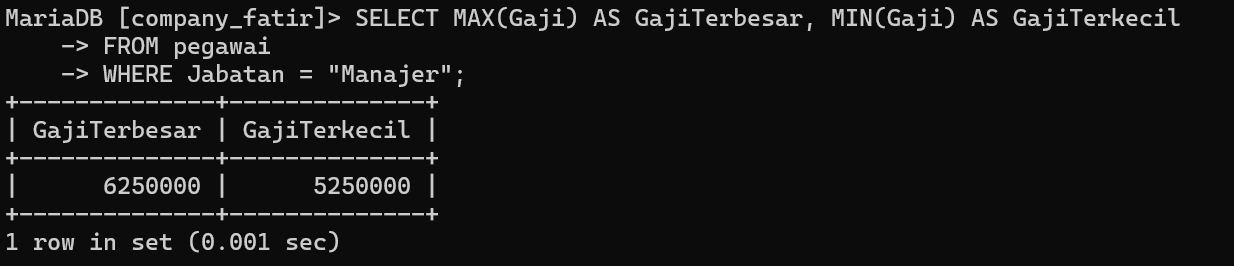 MariaDB [company_fatir]> SELECT MAX(Gaji) AS GajiTerbesar, MIN(Gaji) AS GajiTerkecil
    -> FROM pegawai
    -> WHERE Jabatan = "Manajer";
+--------------+--------------+
| GajiTerbesar | GajiTerkecil |
+--------------+--------------+
|      6250000 |      5250000 |
+--------------+--------------+
1 row in set (0.001 sec)